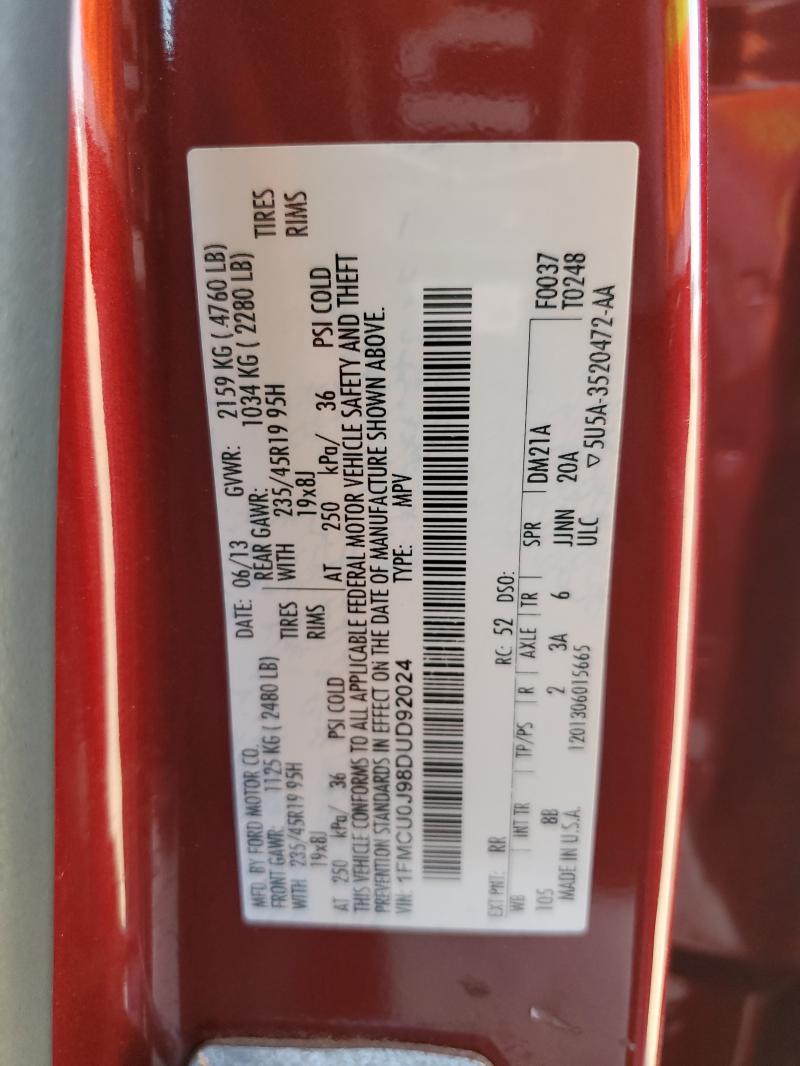 MFD. BY FORD MOTOR CO. DATE: 06/13 GVWR: 2159 KG ( 4760 LB)
FRONT GAWR: 1125 KG ( 2480 LB) REAR GAWR: 1034 KG ( 2280 LB)
WITH 235/45R19 95H TIRES WITH 235/45R19 95H TIRES
19x8J RIMS 19x8J RIMS
AT 250 kPa/ 36 PSI COLD AT 250 kPa/ 36 PSI COLD
THIS VEHICLE CONFORMS TO ALL APPLICABLE FEDERAL MOTOR VEHICLE SAFETY AND THEFT
PREVENTION STANDARDS IN EFFECT ON THE DATE OF MANUFACTURE SHOWN ABOVE.
VIN: 1FMCU0J98DUD92024 TYPE: MPV
EXT PNT: RR RC: 52 DSO: F0037
WB INT TR TP/PS R AXLE TR SPR DM21A T0248
105 8B 2 3A 6 JJNN 20A
MADE IN U.S.A. 1201306015665 ULC ▽5U5A-3520472-AA